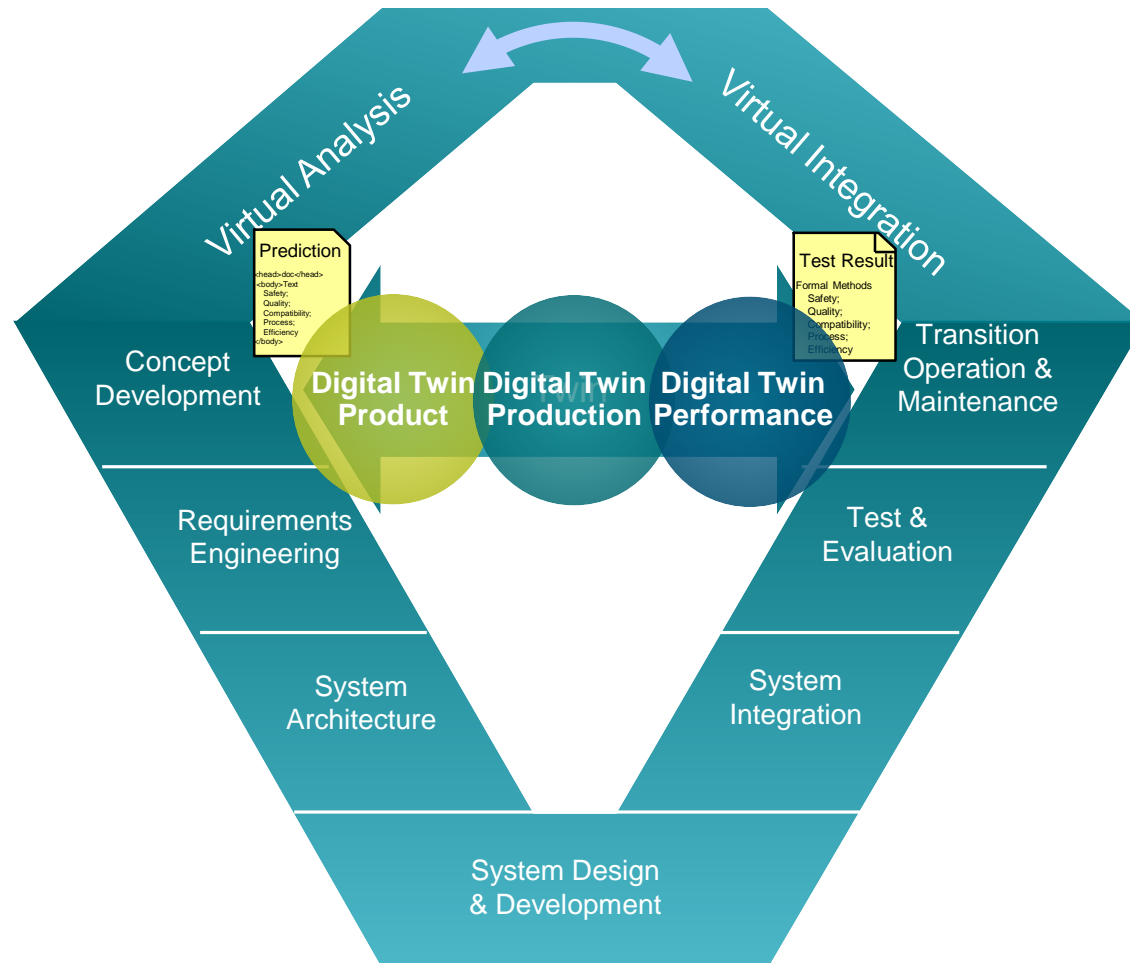 Virtual Analysis
Virtual Integration
Prediction
<head>doc</head>
<body>Text
Safety;
Quality;
Compatibility;
Process;
Efficiency
</body>
Test Result
Formal Methods
Safety;
Quality;
Compatibility;
Process;
Efficiency
Twin
Digital Twin
Product
Digital Twin
Production
Digital Twin
Performance
Concept
Development
Transition
Operation &
Maintenance
Requirements
Engineering
Test &
Evaluation
System
Architecture
System
Integration
System Design
& Development